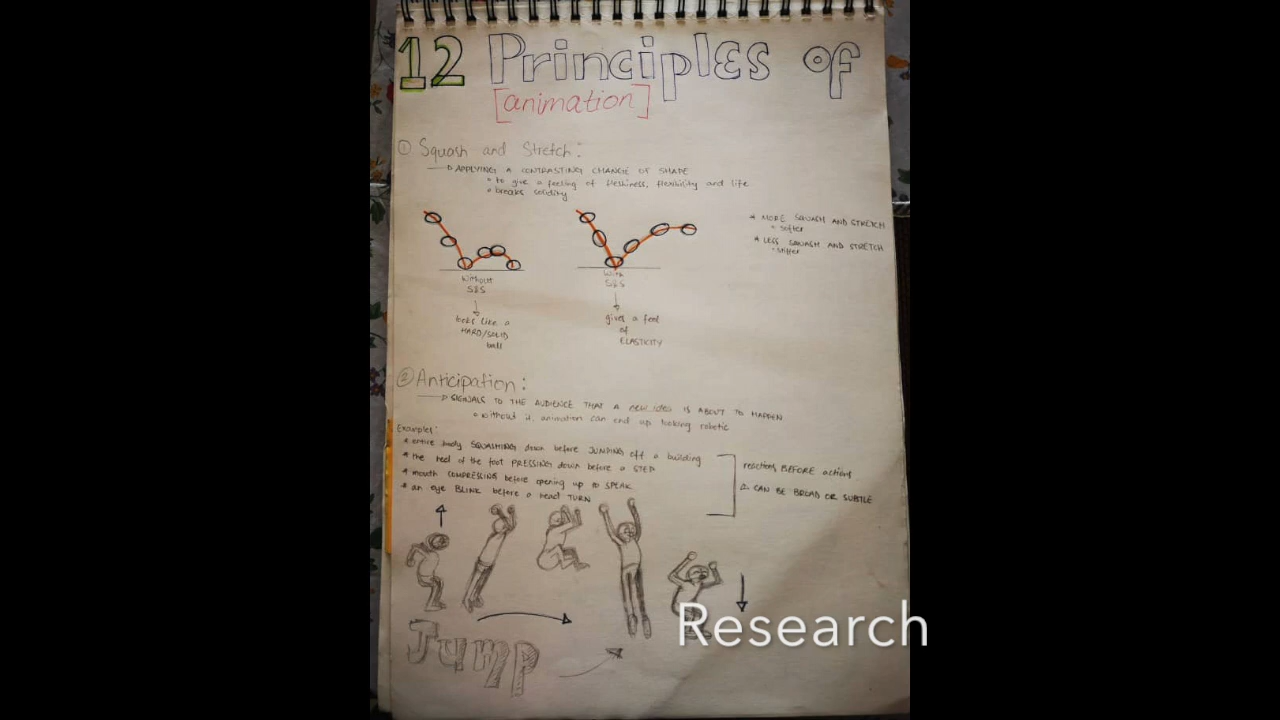 12 Principles of
[animation]
① Squash and Stretch:
APPLYING A CONTRASTING CHANGE OF SHAPE
to give a feeling of fleshiness, flexibility and life
breaks solidity
* MORE SQUASH AND STRETCH
softer
* LESS SQUASH AND STRETCH
stiffer
Without
S&S
looks like a
HARD/SOLID
ball
With
S&S
gives a feel
of
ELASTICITY
② Anticipation:
SIGNALS TO THE AUDIENCE THAT A IS ABOUT TO HAPPEN
without it, animation can end up looking robotic
Examples:
* entire body SQUASHING down before JUMPING off a building
* the heel of the foot PRESSING down before a STEP
* mouth COMPRESSING before opening up to SPEAK
* an eye BLINK before a head TURN
reactions BEFORE actions
CAN BE BROAD OR SUBTLE
JUMP
Research